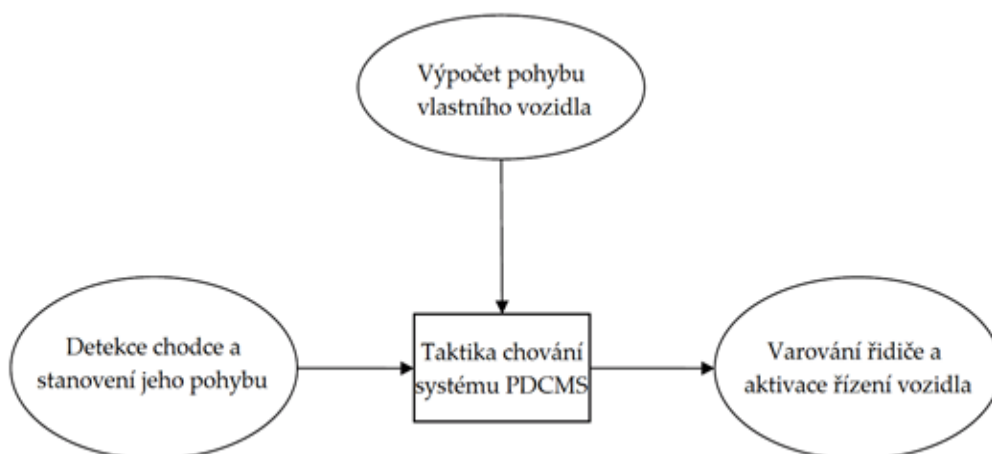 Výpočet pohybu
vlastního vozidla
Detekce chodce a
stanovení jeho pohybu
Taktika chování
systému PDCMS
Varování řidiče a
aktivace řízení vozidla